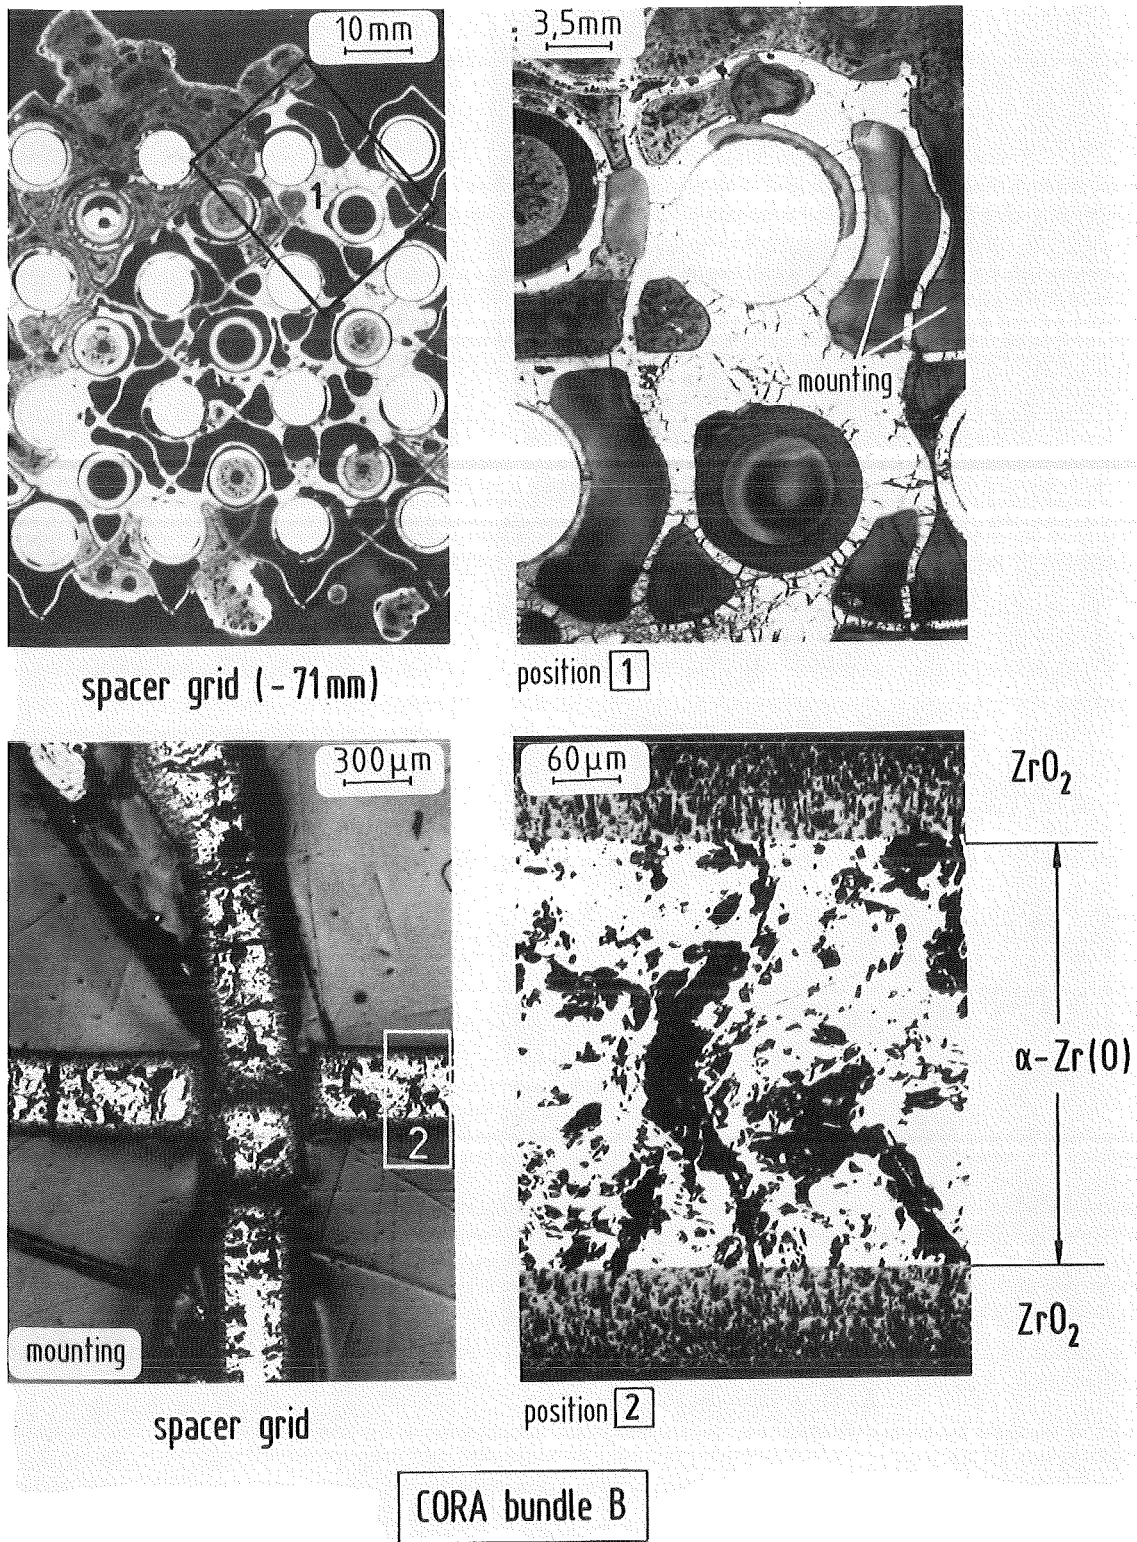 10 mm
1
spacer grid (-71mm)
3,5mm
mounting
position 1
300 µm
2
mounting
spacer grid
60 µm
ZrO₂
α-Zr(O)
ZrO₂
position 2
CORA bundle B